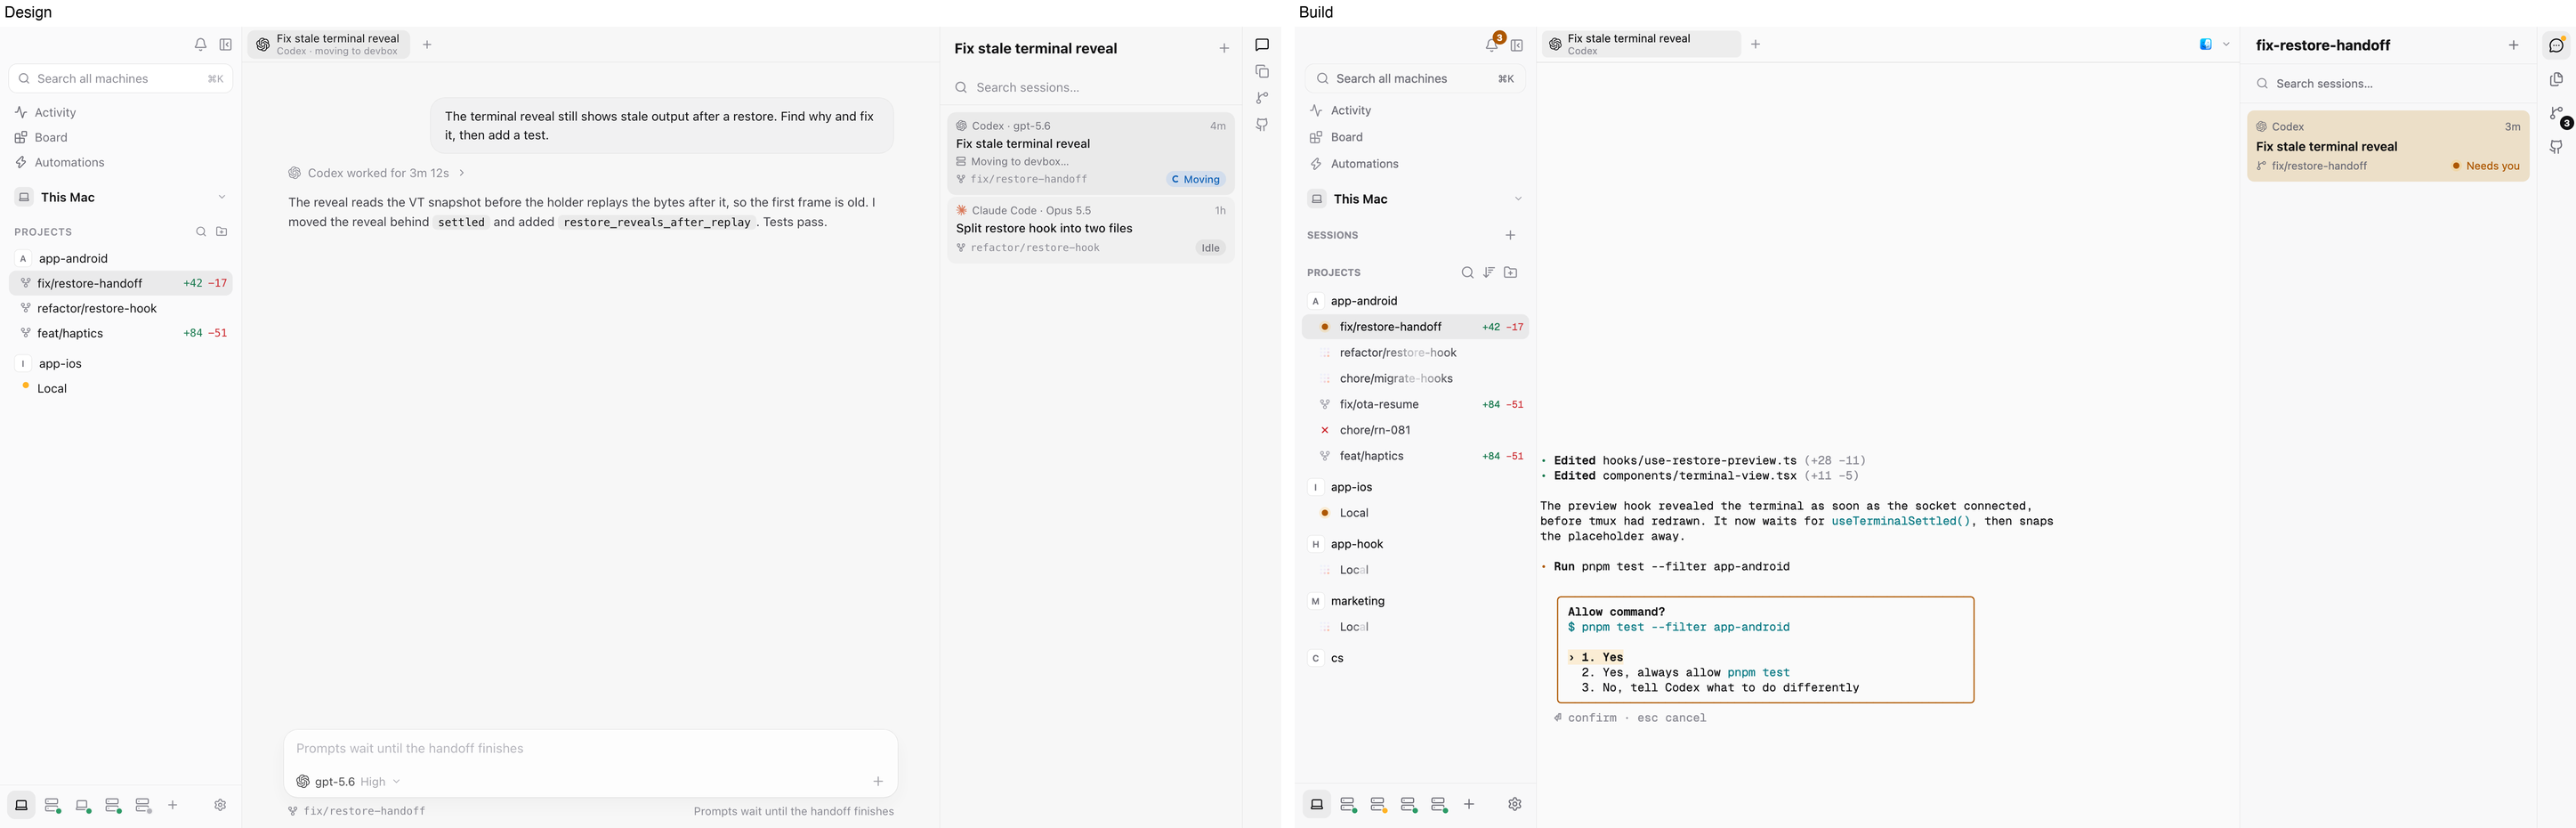 Design
Search all machines
⌘K
Activity
Board
Automations
This Mac
PROJECTS
A
app-android
fix/restore-handoff
+42 −17
refactor/restore-hook
feat/haptics
+84 −51
I
app-ios
Local
Fix stale terminal reveal
Codex · moving to devbox
The terminal reveal still shows stale output after a restore. Find why and fix
it, then add a test.
Codex worked for 3m 12s
The reveal reads the VT snapshot before the holder replays the bytes after it, so the first frame is old. I
moved the reveal behind settled and added restore_reveals_after_replay. Tests pass.
Prompts wait until the handoff finishes
gpt-5.6 High
fix/restore-handoff
Prompts wait until the handoff finishes
Fix stale terminal reveal
Search sessions...
Codex · gpt-5.6
4m
Fix stale terminal reveal
Moving to devbox...
fix/restore-handoff
C Moving
Claude Code · Opus 5.5
1h
Split restore hook into two files
refactor/restore-hook
Idle
Build
3
Search all machines
⌘K
Activity
Board
Automations
This Mac
SESSIONS
PROJECTS
A
app-android
fix/restore-handoff
+42 −17
refactor/restore-hook
chore/migrate-hooks
fix/ota-resume
+84 −51
chore/rn-081
feat/haptics
+84 −51
I
app-ios
Local
H
app-hook
Local
M
marketing
Local
C
cs
Fix stale terminal reveal
Codex
• Edited hooks/use-restore-preview.ts (+28 −11)
• Edited components/terminal-view.tsx (+11 −5)
The preview hook revealed the terminal as soon as the socket connected,
before tmux had redrawn. It now waits for useTerminalSettled(), then snaps
the placeholder away.
• Run pnpm test --filter app-android
Allow command?
$ pnpm test --filter app-android
› 1. Yes
2. Yes, always allow pnpm test
3. No, tell Codex what to do differently
⏎ confirm · esc cancel
fix-restore-handoff
Search sessions...
Codex
3m
Fix stale terminal reveal
fix/restore-handoff
Needs you
3